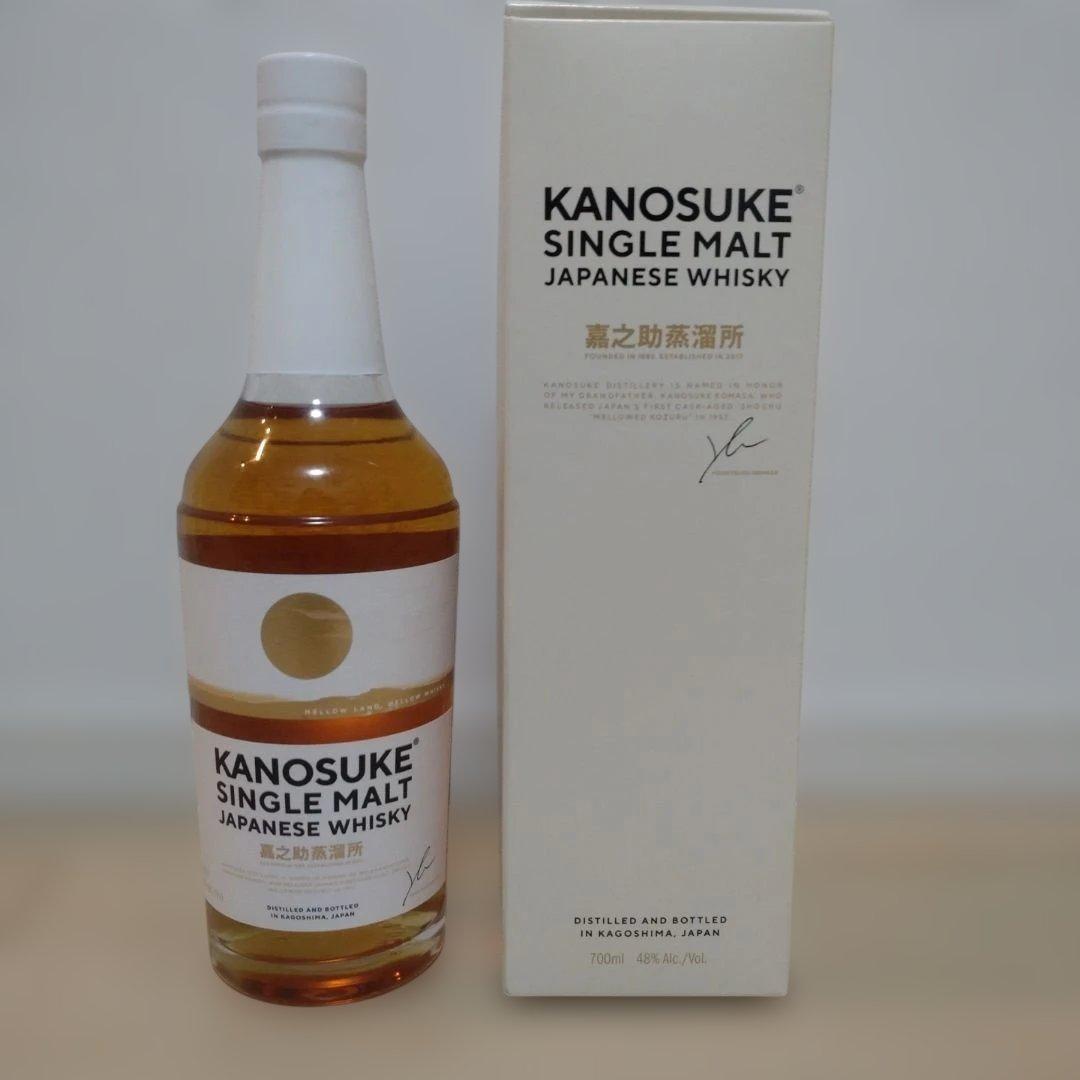 KANOSUKE®
SINGLE MALT
JAPANESE WHISKY
嘉之助蒸溜所
FOUNDED IN 1883, ESTABLISHED IN 2017
KANOSUKE DISTILLERY IS NAMED IN HONOR
OF MY GRANDFATHER, KANOSUKE KOMASA, WHO
RELEASED JAPAN'S FIRST CASK-AGED SHOCHU
"MELLOWED KOZURU" IN 1957.
DISTILLED AND BOTTLED
IN KAGOSHIMA, JAPAN
700ml 48% Alc./Vol.
MELLOW LAND, MELLOW WHISKY
KANOSUKE®
SINGLE MALT
JAPANESE WHISKY
嘉之助蒸溜所
DISTILLED AND BOTTLED
IN KAGOSHIMA, JAPAN